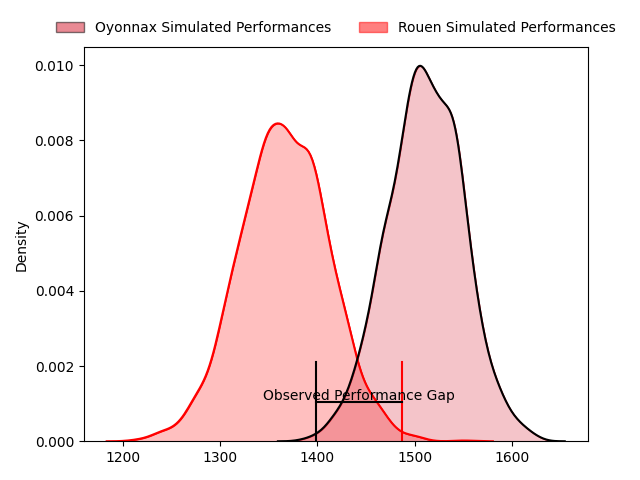 Oyonnax Simulated Performances Rouen Simulated Performances
0.010
0.008
0.006
0.004
0.002
0.000
Density
Observed Performance Gap
1200 1300 1400 1500 1600